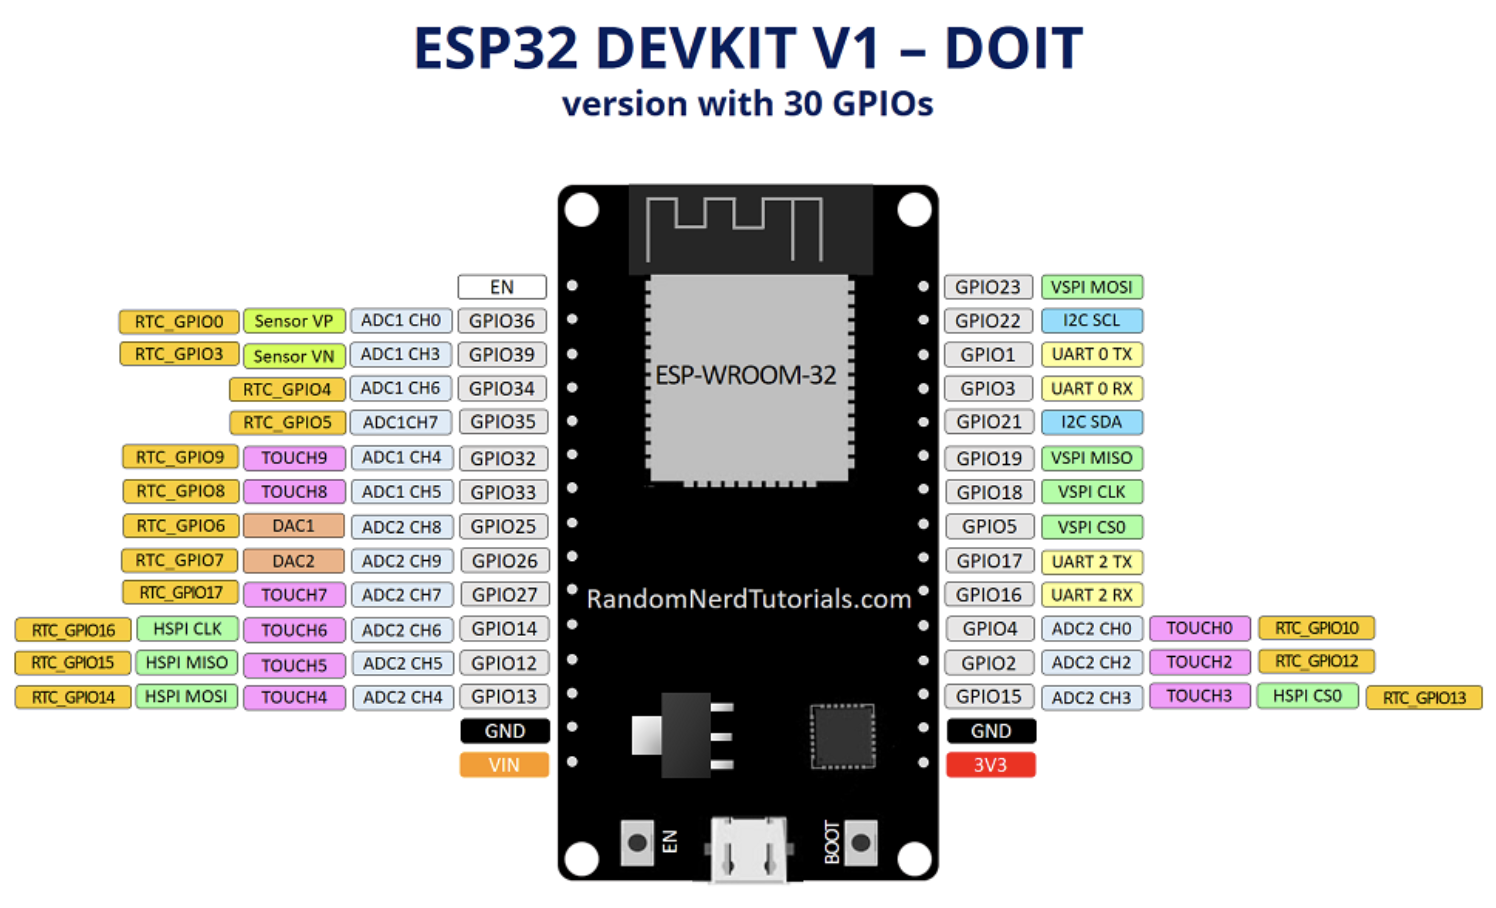 ESP32 DEVKIT V1 – DOIT
version with 30 GPIOs
EN
GPIO23 VSPI MOSI
RTC_GPIO0 Sensor VP ADC1 CH0 GPIO36
GPIO22 I2C SCL
RTC_GPIO3 Sensor VN ADC1 CH3 GPIO39
GPIO1 UART 0 TX
RTC_GPIO4 ADC1 CH6 GPIO34
GPIO3 UART 0 RX
ESP-WROOM-32
RTC_GPIO5 ADC1CH7 GPIO35
GPIO21 I2C SDA
RTC_GPIO9 TOUCH9 ADC1 CH4 GPIO32
GPIO19 VSPI MISO
RTC_GPIO8 TOUCH8 ADC1 CH5 GPIO33
GPIO18 VSPI CLK
RTC_GPIO6 DAC1 ADC2 CH8 GPIO25
GPIO5 VSPI CS0
RTC_GPIO7 DAC2 ADC2 CH9 GPIO26
GPIO17 UART 2 TX
RTC_GPIO17 TOUCH7 ADC2 CH7 GPIO27
RandomNerdTutorials.com
GPIO16 UART 2 RX
RTC_GPIO16 HSPI CLK TOUCH6 ADC2 CH6 GPIO14
GPIO4 ADC2 CH0 TOUCH0 RTC_GPIO10
RTC_GPIO15 HSPI MISO TOUCH5 ADC2 CH5 GPIO12
GPIO2 ADC2 CH2 TOUCH2 RTC_GPIO12
RTC_GPIO14 HSPI MOSI TOUCH4 ADC2 CH4 GPIO13
GPIO15 ADC2 CH3 TOUCH3 HSPI CS0 RTC_GPIO13
GND
GND
VIN
3V3
EN
BOOT